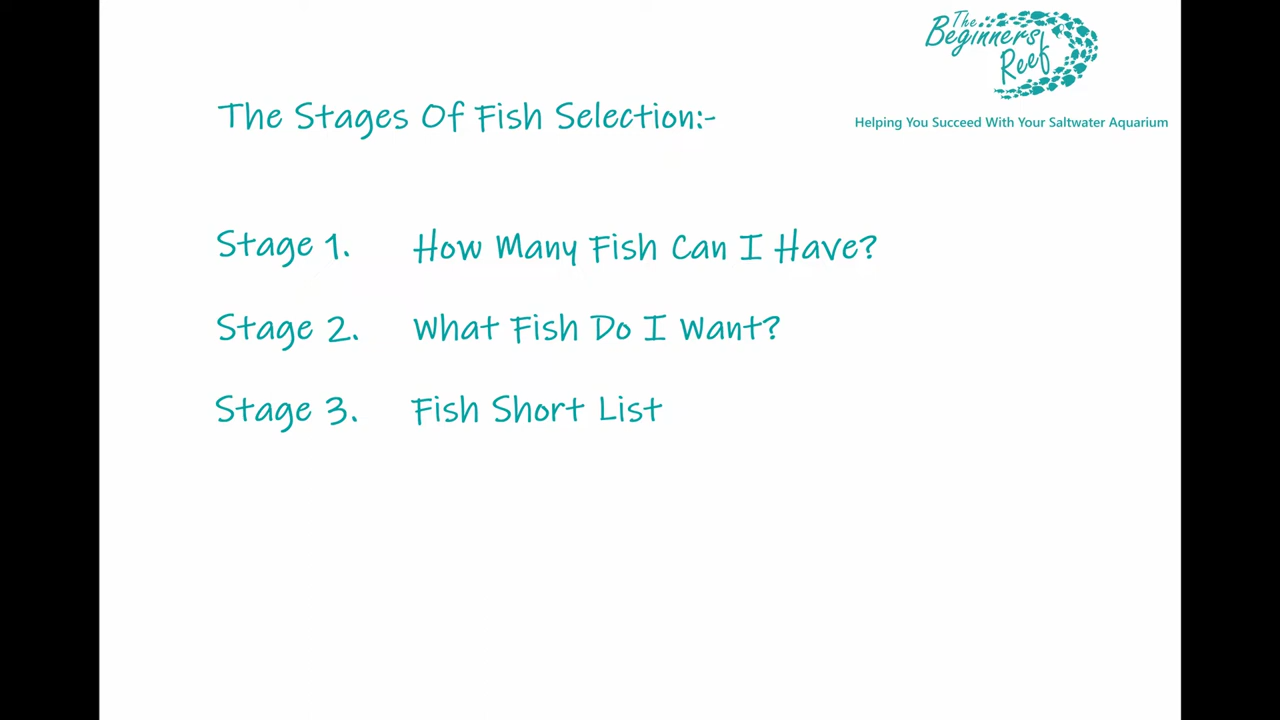 The
Beginners
Reef
Helping You Succeed With Your Saltwater Aquarium
The Stages Of Fish Selection:-
Stage 1. How Many Fish Can I Have?
Stage 2. What Fish Do I Want?
Stage 3. Fish Short List